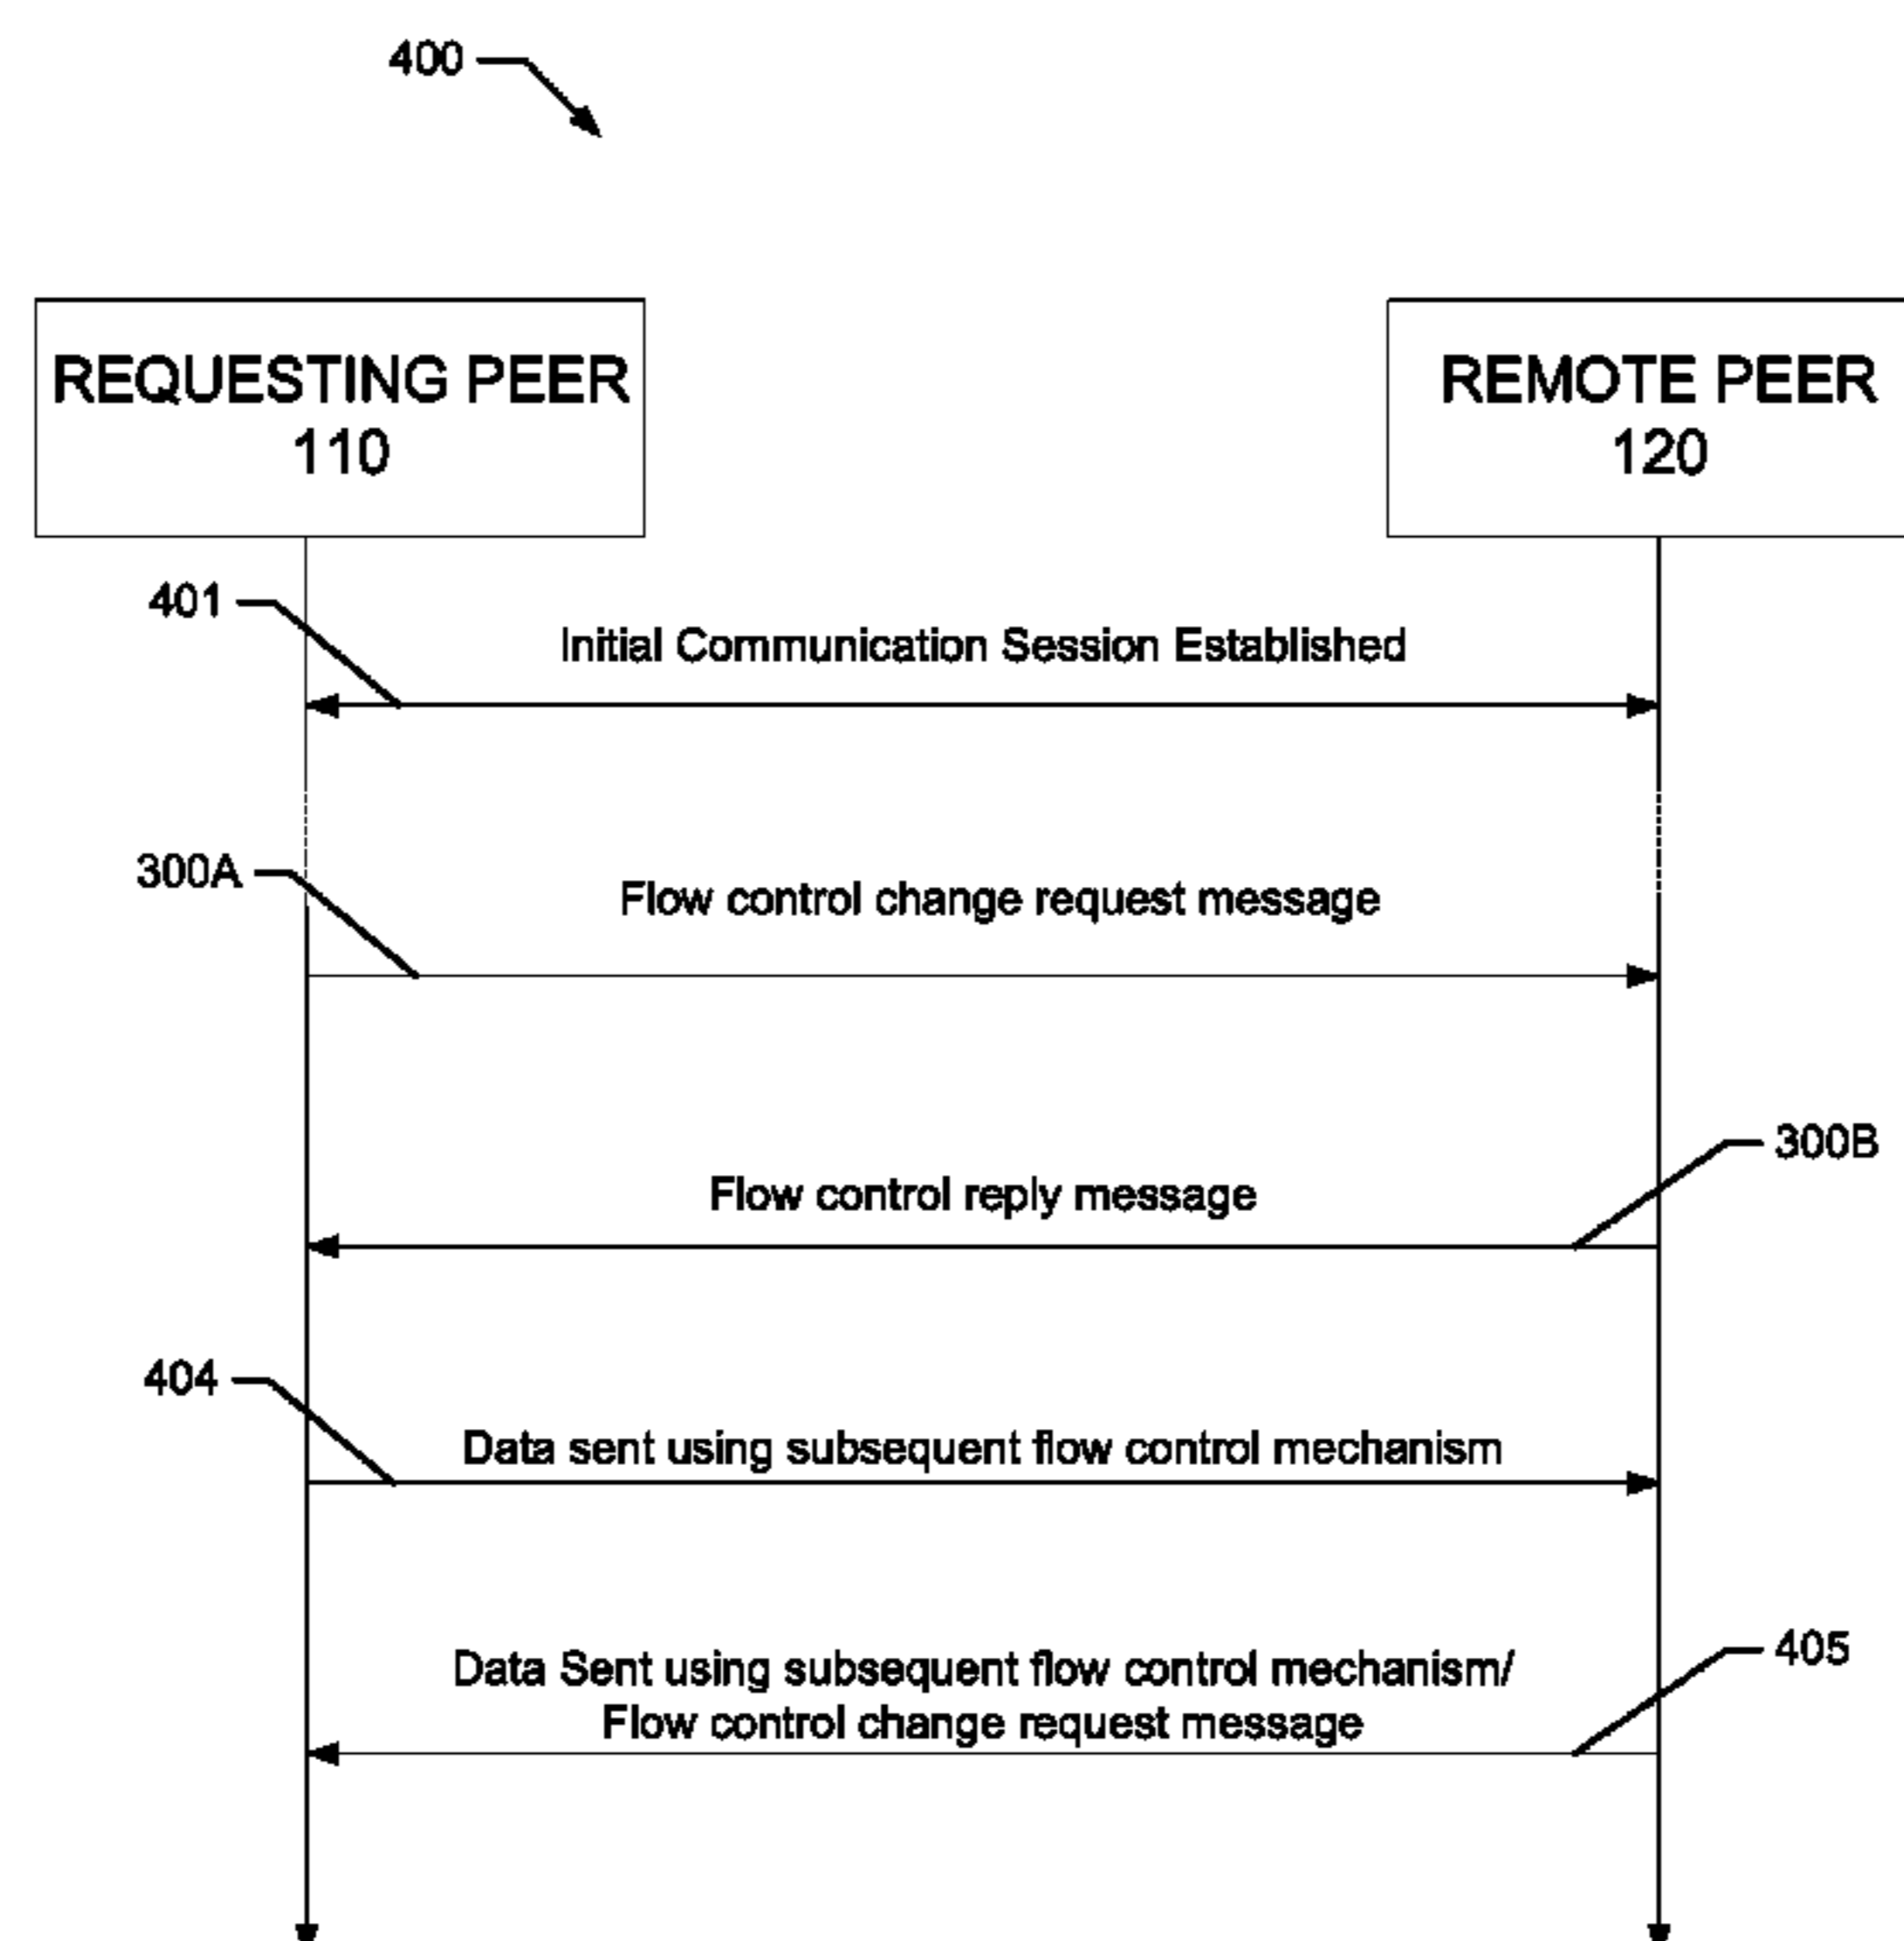 400
REQUESTING PEER
110
REMOTE PEER
120
401
Initial Communication Session Established
300A
Flow control change request message
300B
Flow control reply message
404
Data sent using subsequent flow control mechanism
405
Data Sent using subsequent flow control mechanism/
Flow control change request message